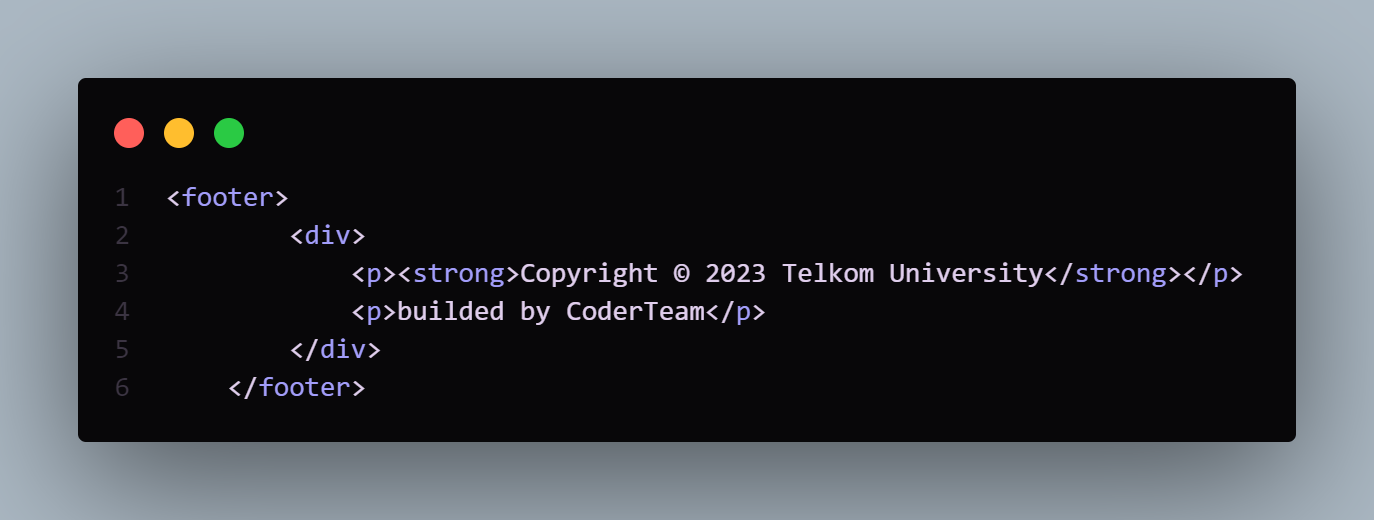 1 <footer>
2         <div>
3             <p><strong>Copyright © 2023 Telkom University</strong></p>
4             <p>builded by CoderTeam</p>
5         </div>
6     </footer>